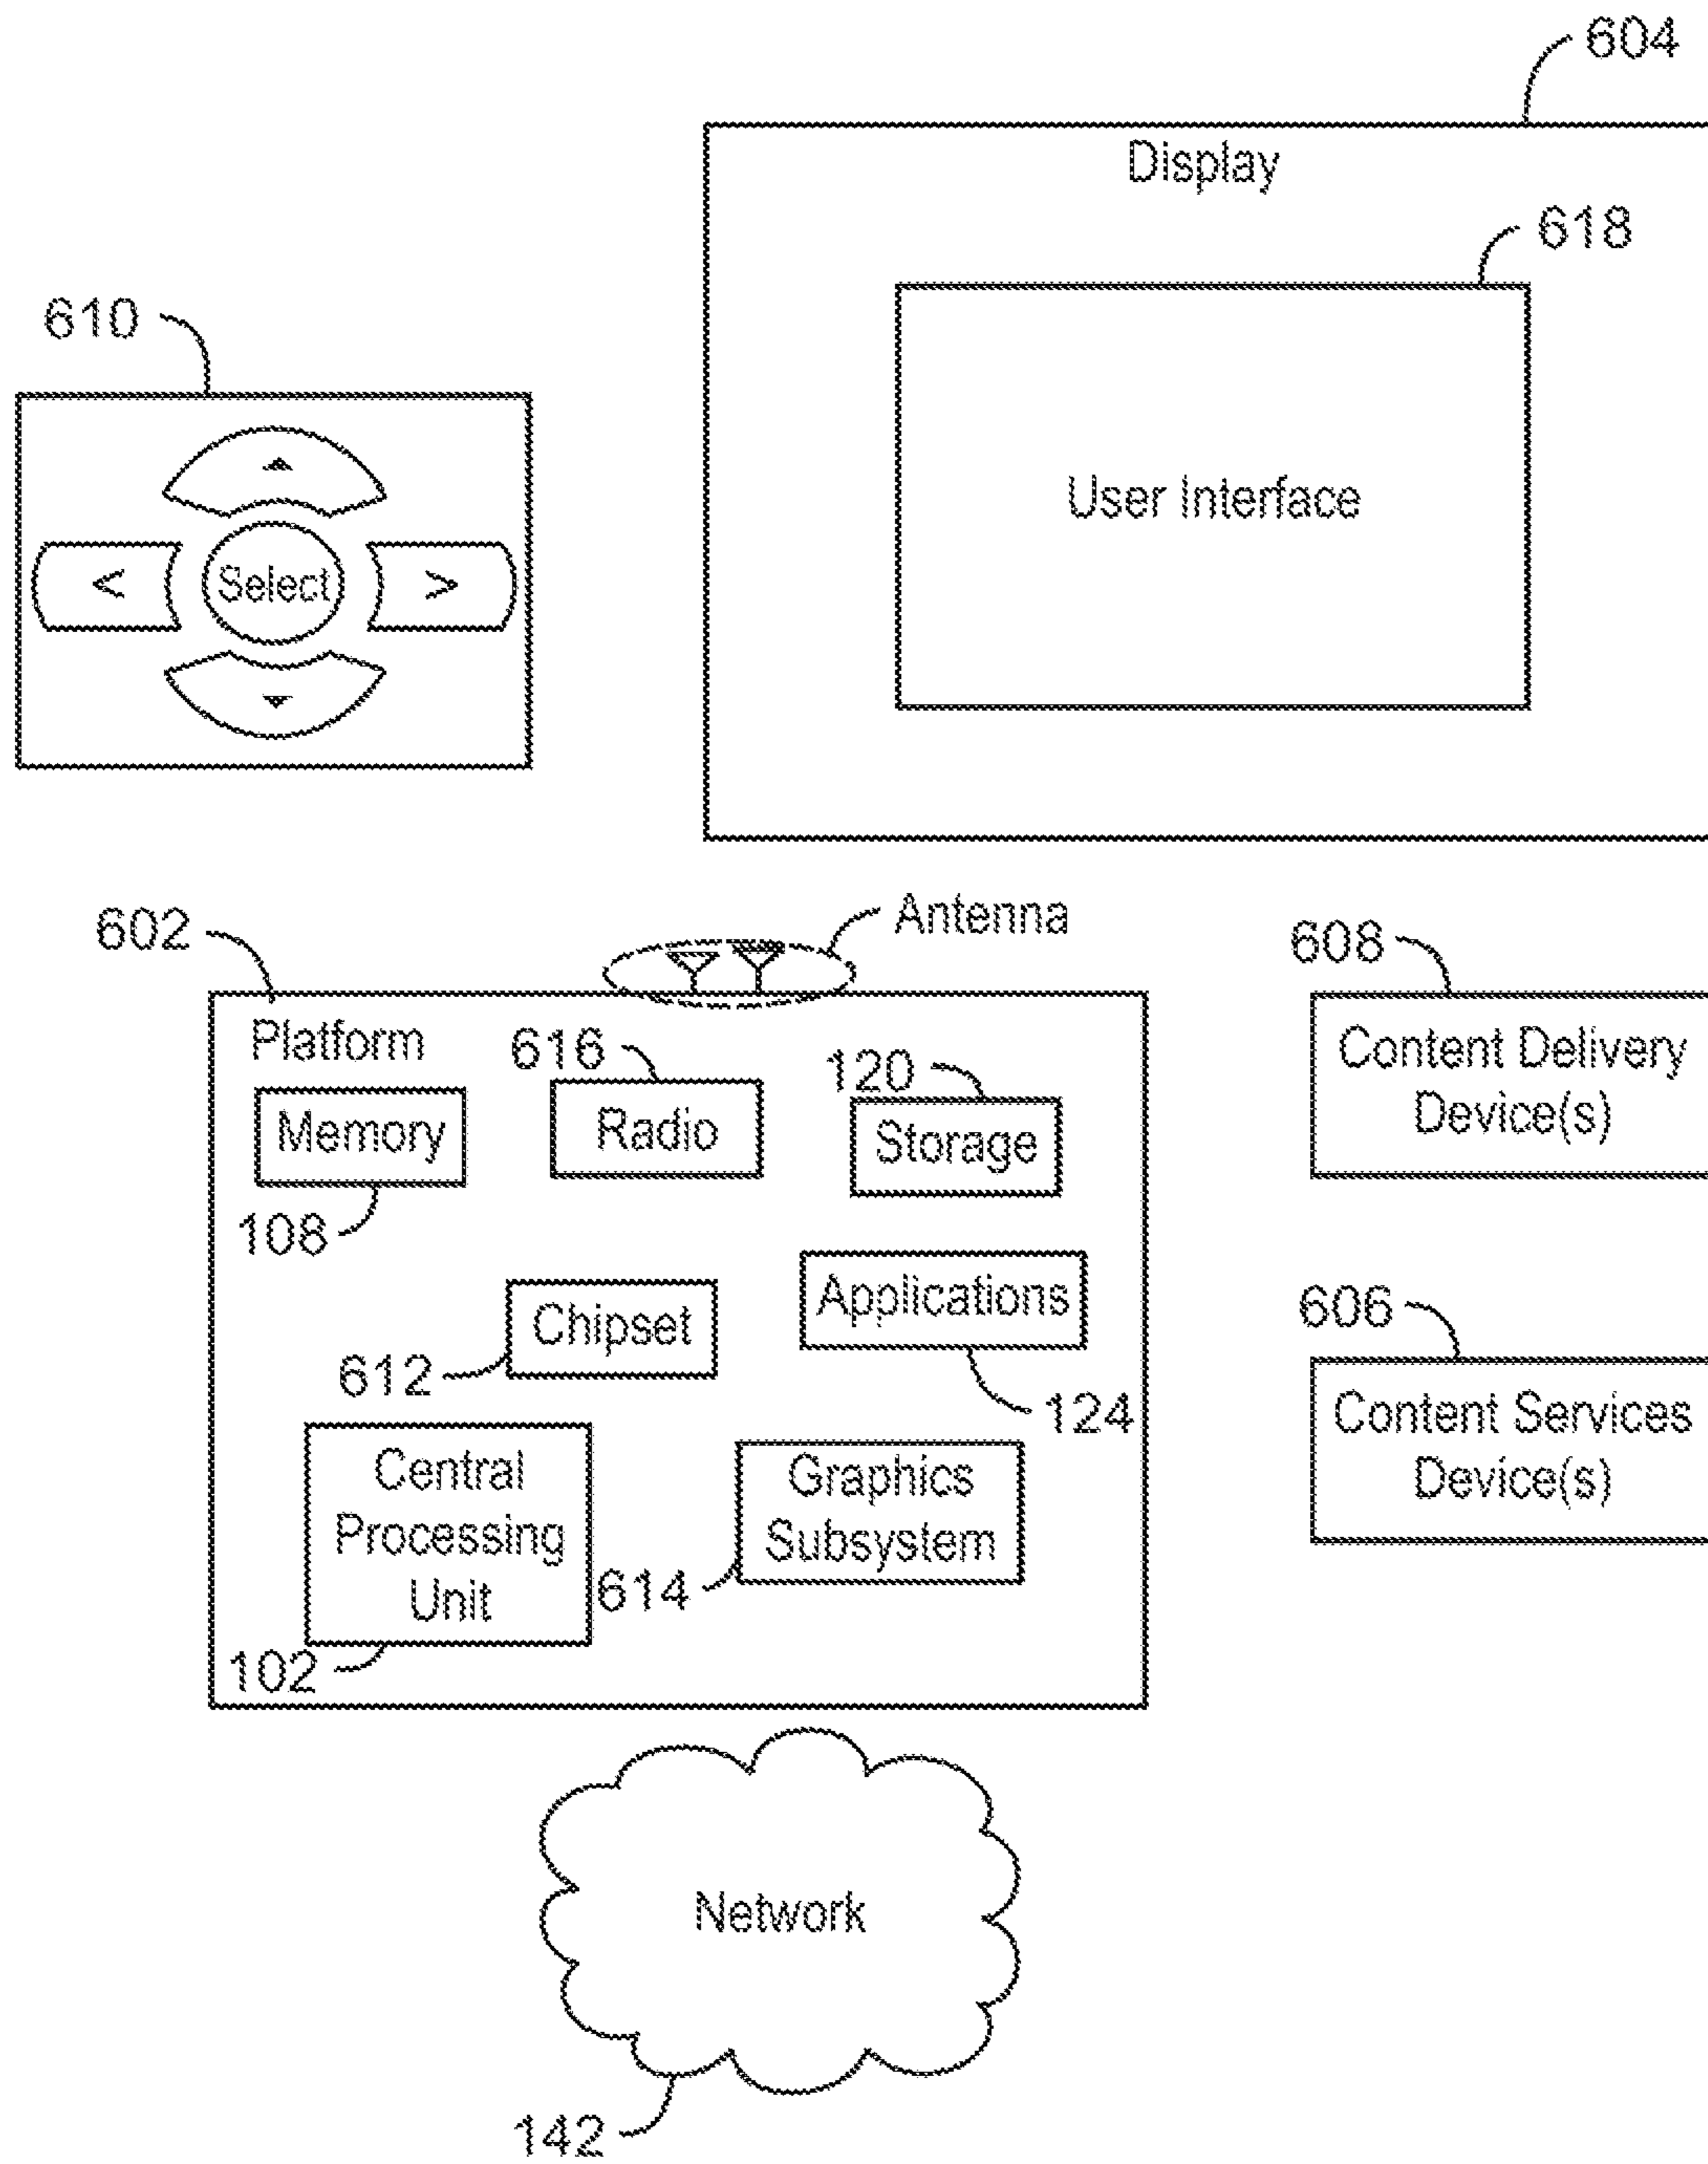 604
Display
618
User Interface
610
<
Select
>
602
Antenna
Platform
616
Radio
120
Storage
Memory
108
Chipset
612
Applications
124
Central
Processing
Unit
102
Graphics
Subsystem
614
608
Content Delivery
Device(s)
606
Content Services
Device(s)
Network
142